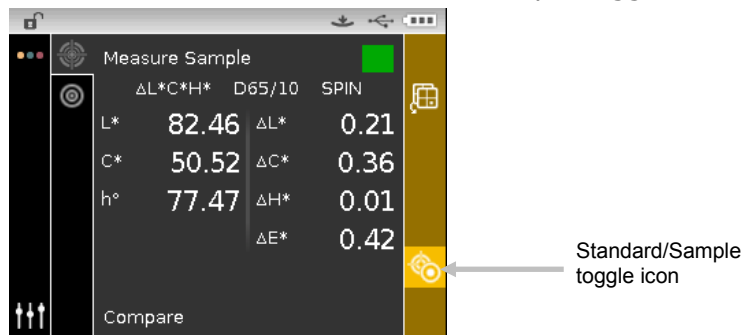 Measure Sample
ΔL*C*H* D65/10 SPIN
L* 82.46 ΔL* 0.21
C* 50.52 ΔC* 0.36
h° 77.47 ΔH* 0.01
ΔE* 0.42
Standard/Sample
toggle icon
Compare